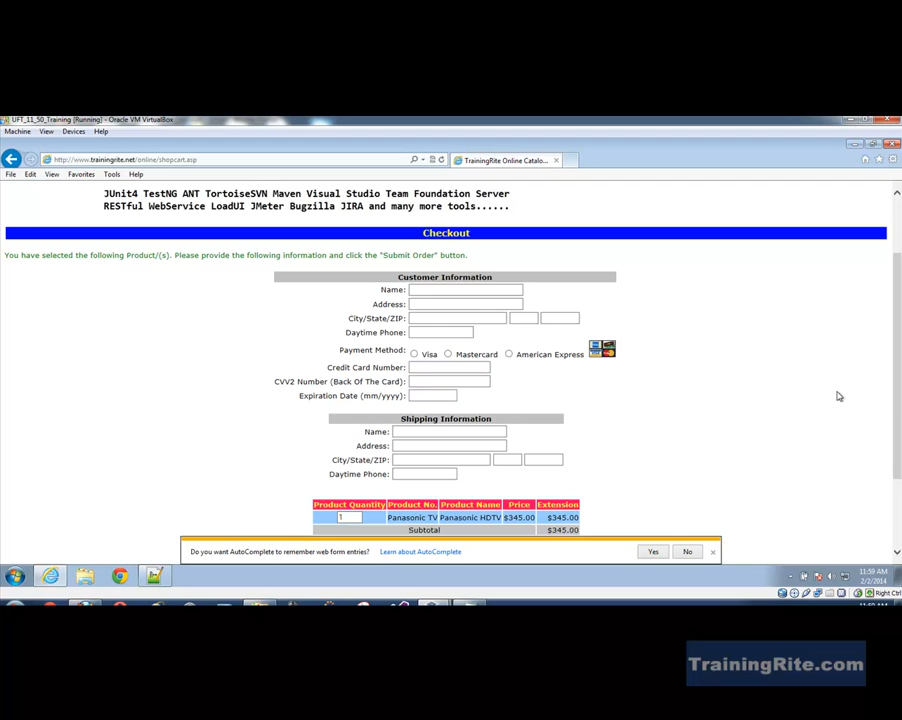 UFT_11_50_Training [Running] - Oracle VM VirtualBox
Machine View Devices Help
http://www.trainingrite.net/online/shopcart.asp
TrainingRite Online Catalo...
File Edit View Favorites Tools Help
JUnit4 TestNG ANT TortoiseSVN Maven Visual Studio Team Foundation Server
RESTful WebService LoadUI JMeter Bugzilla JIRA and many more tools......
Checkout
You have selected the following Product/(s). Please provide the following information and click the "Submit Order" button.
Customer Information
Name:
Address:
City/State/ZIP:
Daytime Phone:
Payment Method: Visa Mastercard American Express
Credit Card Number:
CVV2 Number (Back Of The Card):
Expiration Date (mm/yyyy):
Shipping Information
Name:
Address:
City/State/ZIP:
Daytime Phone:
Product Quantity Product No. Product Name Price Extension
1 Panasonic TV Panasonic HDTV $345.00 $345.00
Subtotal $345.00
Do you want AutoComplete to remember web form entries? Learn about AutoComplete Yes No
11:59 AM
2/2/2014
Right Ctrl
TrainingRite.com